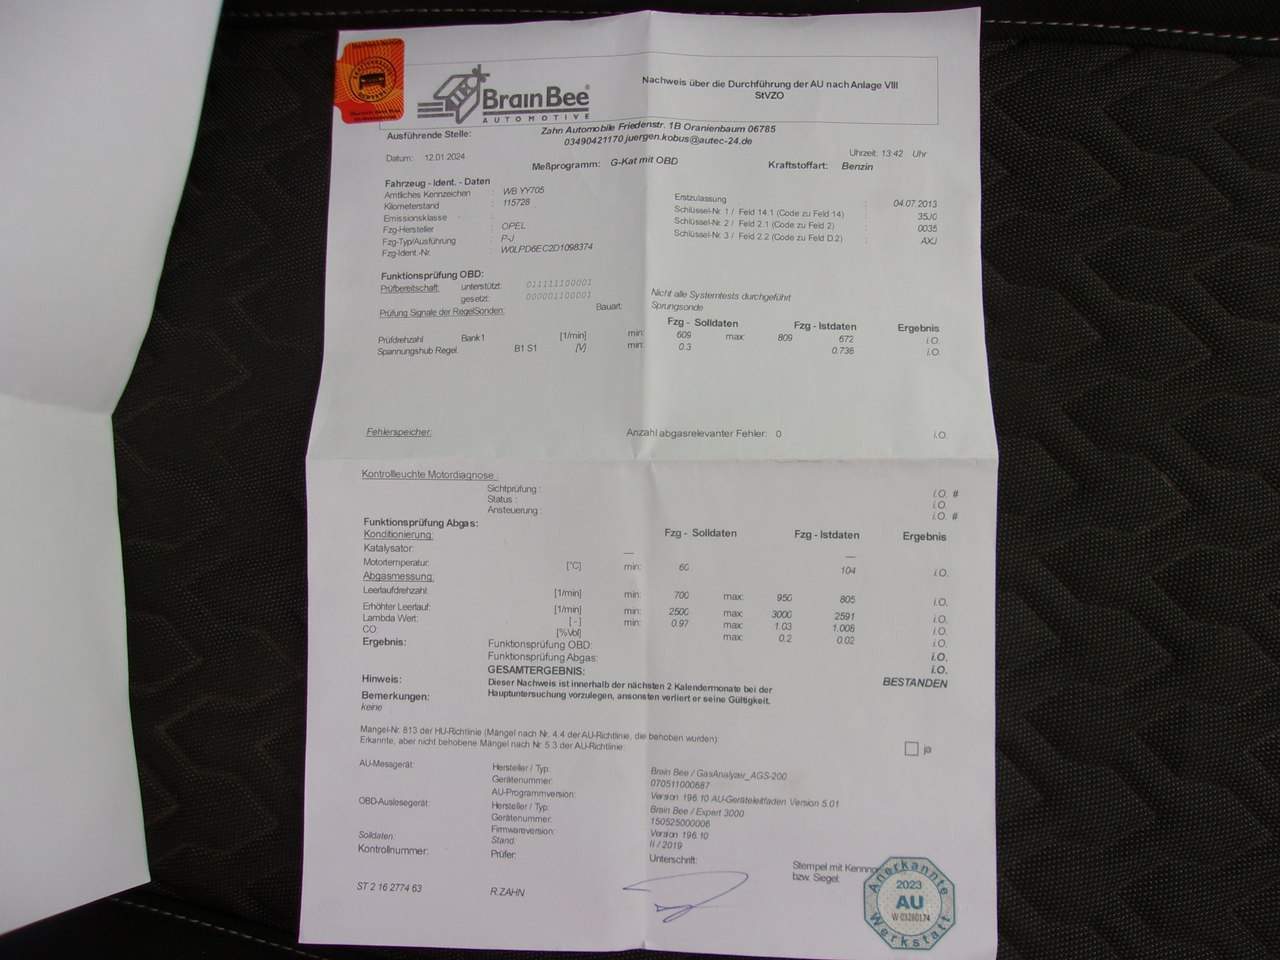 BrainBee
AUTOMOTIVE
Nachweis über die Durchführung der AU nach Anlage VIII
StVZO
Ausführende Stelle: Zahn Automobile Friedenstr. 1B Oranienbaum 06785
03490421170 juergen.kobus@autec-24.de
Datum: 12.01 2024 Uhrzeit: 13:42 Uhr
Meßprogramm: G-Kat mit OBD Kraftstoffart: Benzin
Fahrzeug - Ident. - Daten
Amtliches Kennzeichen : WB YY705 Erstzulassung : 04.07.2013
Kilometerstand : 115728 Schlüssel-Nr. 1 / Feld 14.1 (Code zu Feld 14) : 35J0
Emissionsklasse : Schlüssel-Nr. 2 / Feld 2.1 (Code zu Feld 2) : 0035
Fzg-Hersteller : OPEL Schlüssel-Nr. 3 / Feld 2.2 (Code zu Feld D.2) : AXJ
Fzg-Typ/Ausführung : P-J
Fzg-Ident.-Nr. : W0LPD6EC2D1098374
Funktionsprüfung OBD:
Prüfbereitschaft: unterstützt: 011111100001
gesetzt: 000001100001 Nicht alle Systemtests durchgeführt
Prüfung Signale der RegelSonden: Bauart: Sprungsonde
Fzg - Solldaten Fzg - Istdaten Ergebnis
Prüfdrehzahl Bank1 [1/min] min: 609 max: 809 672 i.O.
Spannungshub Regel. B1 S1 [V] min: 0.3 0.736 i.O.
Fehlerspeicher: Anzahl abgasrelevanter Fehler: 0 i.O.
Kontrolleuchte Motordiagnose :
Sichtprüfung : i.O. #
Status : i.O.
Ansteuerung : i.O. #
Funktionsprüfung Abgas:
Konditionierung: Fzg - Solldaten Fzg - Istdaten Ergebnis
Katalysator: — —
Motortemperatur: [°C] min: 60 104 i.O.
Abgasmessung:
Leerlaufdrehzahl: [1/min] min: 700 max: 950 805 i.O.
Erhöhter Leerlauf: [1/min] min: 2500 max: 3000 2591 i.O.
Lambda Wert: [-] min: 0.97 max: 1.03 1.006 i.O.
CO: [%Vol] max: 0.2 0.02 i.O.
Ergebnis: Funktionsprüfung OBD: i.O.
Funktionsprüfung Abgas: i.O.
GESAMTERGEBNIS: BESTANDEN
Hinweis: Dieser Nachweis ist innerhalb der nächsten 2 Kalendermonate bei der
Hauptuntersuchung vorzulegen, ansonsten verliert er seine Gültigkeit.
Bemerkungen:
keine
Mängel-Nr. 813 der HU-Richtlinie (Mängel nach Nr. 4.4 der AU-Richtlinie, die behoben wurden):
Erkannte, aber nicht behobene Mängel nach Nr. 5.3 der AU-Richtlinie: ja
AU-Messgerät: Hersteller / Typ: Brain Bee / GasAnalyzer_AGS-200
Gerätenummer: 070511000687
AU-Programmversion: Version 196.10 AU-Geräteleitfaden Version 5.01
OBD-Auslesegerät: Hersteller / Typ: Brain Bee / Expert 3000
Gerätenummer: 150525000006
Firmwareversion: Version 196.10
Solldaten: Stand: II / 2019
Kontrollnummer: Prüfer: Unterschrift: Stempel mit Kennnr
bzw. Siegel:
ST 2 16 2774 63 R.ZAHN
Anerkannte
2023
AU
W 03280174
Werkstatt